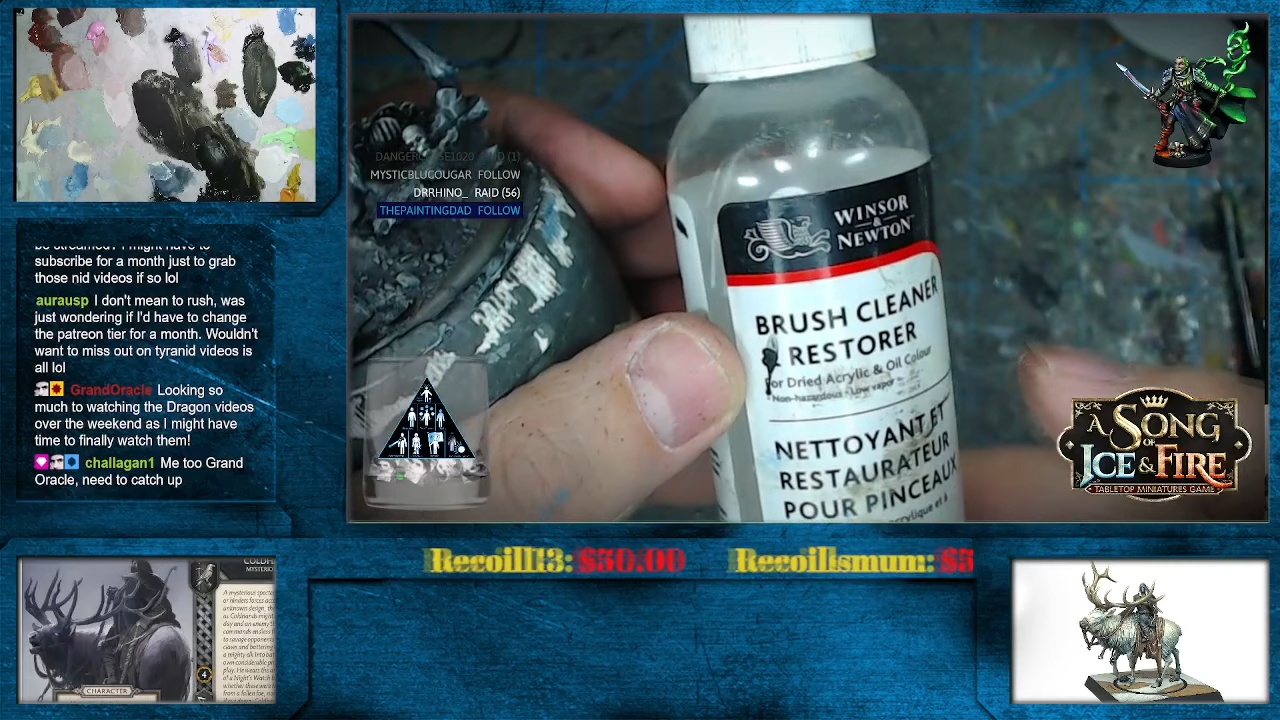 be streamed? I might have to
subscribe for a month just to grab
those nid videos if so lol
aurausp I don't mean to rush, was
just wondering if I'd have to change
the patreon tier for a month. Wouldn't
want to miss out on tyranid videos is
all lol
GrandOracle Looking so
much to watching the Dragon videos
over the weekend as I might have
time to finally watch them!
challagan1 Me too Grand
Oracle, need to catch up
MYSTICBLUCOUGAR FOLLOW
DRRHINO_ RAID (56)
THEPAINTINGDAD FOLLOW
WINSOR
&
NEWTON
BRUSH CLEANER
& RESTORER
For Dried Acrylic & Oil Colour
NETTOYANT ET
RESTAURATEUR
POUR PINCEAUX
A SONG
OF
ICE & FIRE
TABLETOP MINIATURES GAME
Recoil113: $50.00 Recoillsmum:
CHARACTER
4